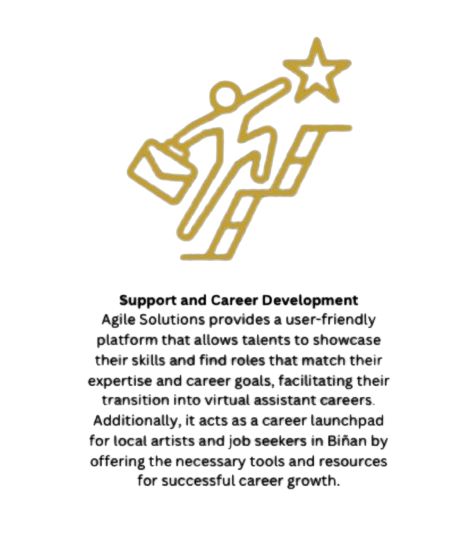 Support and Career Development
Agile Solutions provides a user-friendly
platform that allows talents to showcase
their skills and find roles that match their
expertise and career goals, facilitating their
transition into virtual assistant careers.
Additionally, it acts as a career launchpad
for local artists and job seekers in Biñan by
offering the necessary tools and resources
for successful career growth.